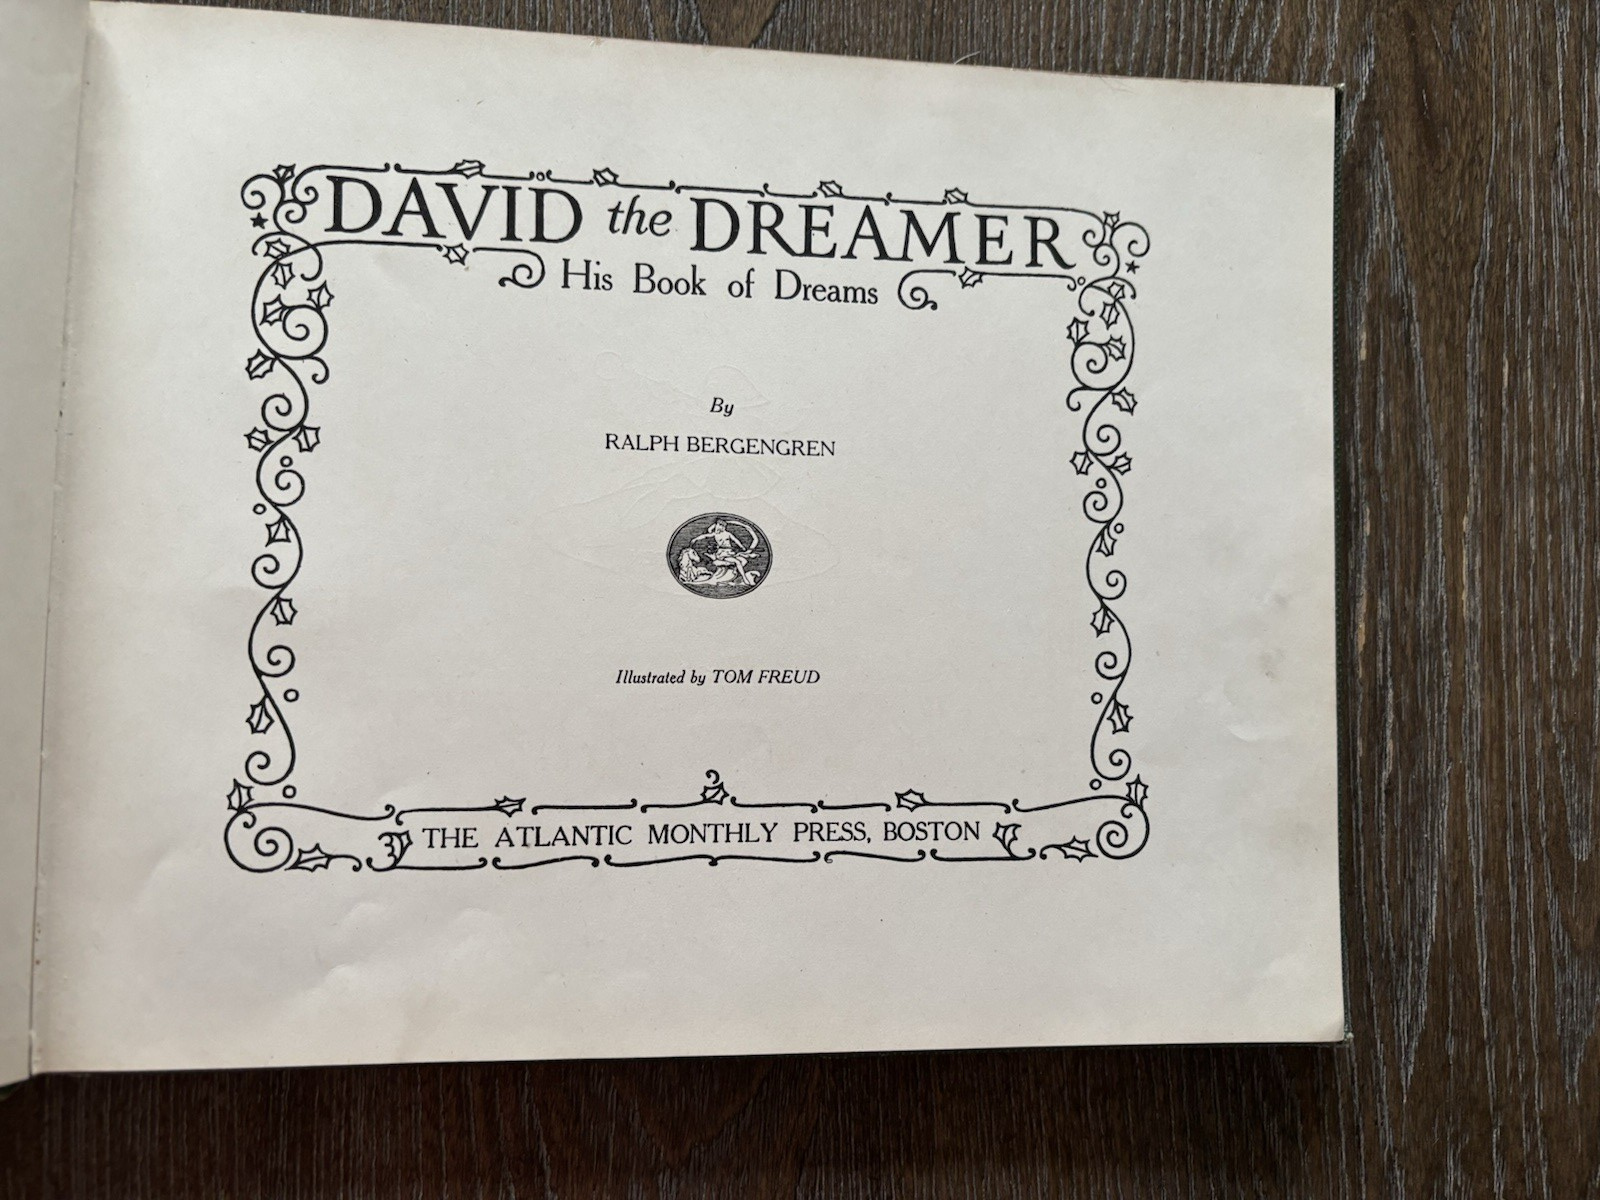 DAVID the DREAMER
His Book of Dreams
By
RALPH BERGENGREN
Illustrated by TOM FREUD
THE ATLANTIC MONTHLY PRESS, BOSTON